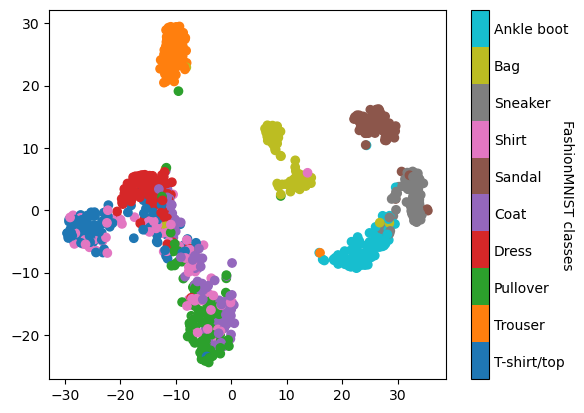 30
20
10
0
−10
−20
−30
−20
−10
0
10
20
30
Ankle boot
Bag
Sneaker
Shirt
Sandal
Coat
Dress
Pullover
Trouser
T-shirt/top
FashionMNIST classes